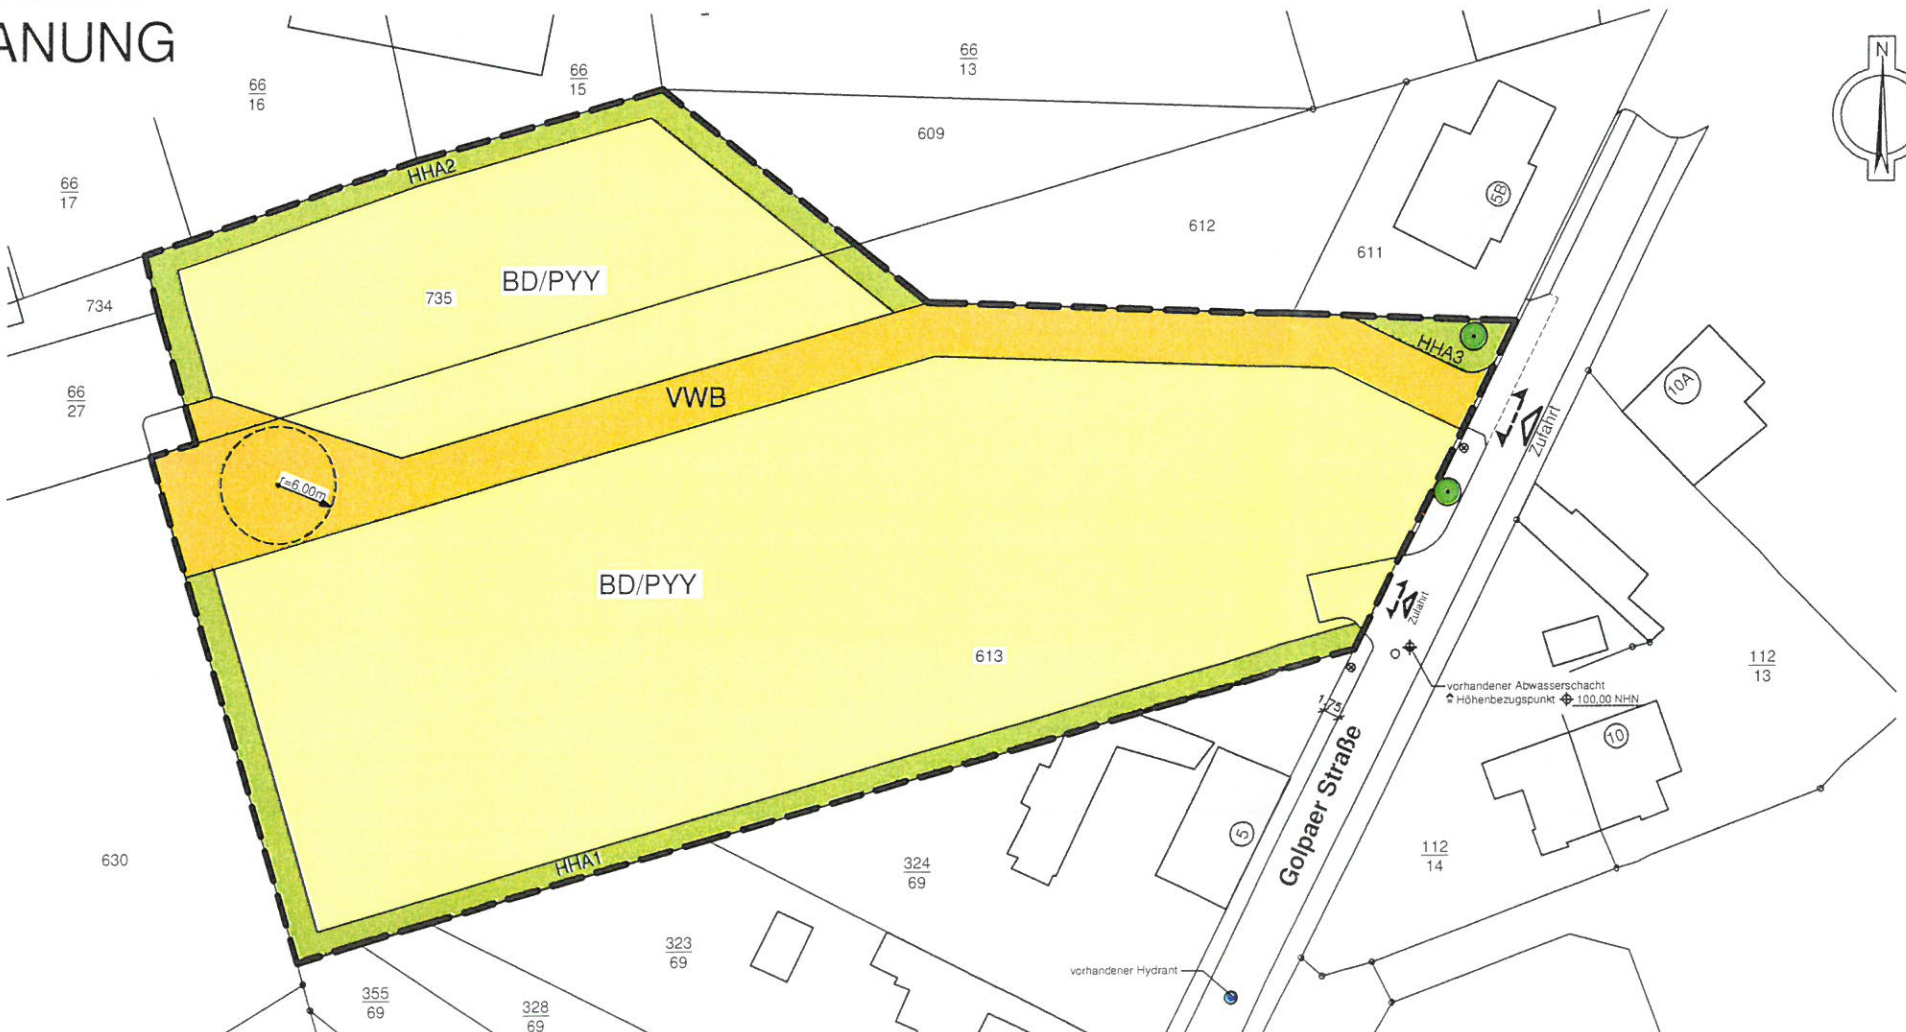 ANUNG
N
66
13
66
15
66
16
609
66
17
HHA2
5B
612
611
BD/PYY
735
734
HHA3
10A
66
27
VWB
Zufahrt
r=6.00m
BD/PYY
Zufahrt
613
112
13
vorhandener Abwasserschacht
≙ Höhenbezugspunkt 100,00 NHN
1,75
10
Golpaer Straße
5
112
14
630
HHA1
324
69
323
69
vorhandener Hydrant
355
69
328
69